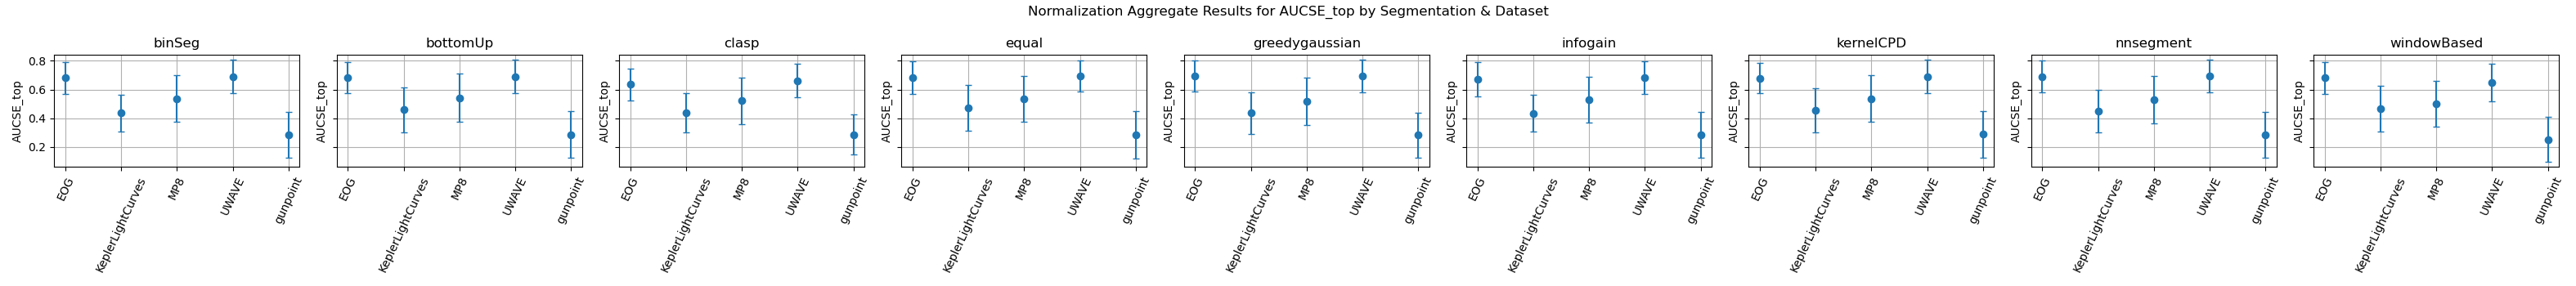 Normalization Aggregate Results for AUCSE_top by Segmentation & Dataset
binSeg
bottomUp
clasp
equal
greedygaussian
infogain
kernelCPD
nnsegment
windowBased
AUCSE_top
0.8
0.6
0.4
0.2
AUCSE_top
AUCSE_top
AUCSE_top
AUCSE_top
AUCSE_top
AUCSE_top
AUCSE_top
AUCSE_top
EOG
KeplerLightCurves
MP8
UWAVE
gunpoint
EOG
KeplerLightCurves
MP8
UWAVE
gunpoint
EOG
KeplerLightCurves
MP8
UWAVE
gunpoint
EOG
KeplerLightCurves
MP8
UWAVE
gunpoint
EOG
KeplerLightCurves
MP8
UWAVE
gunpoint
EOG
KeplerLightCurves
MP8
UWAVE
gunpoint
EOG
KeplerLightCurves
MP8
UWAVE
gunpoint
EOG
KeplerLightCurves
MP8
UWAVE
gunpoint
EOG
KeplerLightCurves
MP8
UWAVE
gunpoint